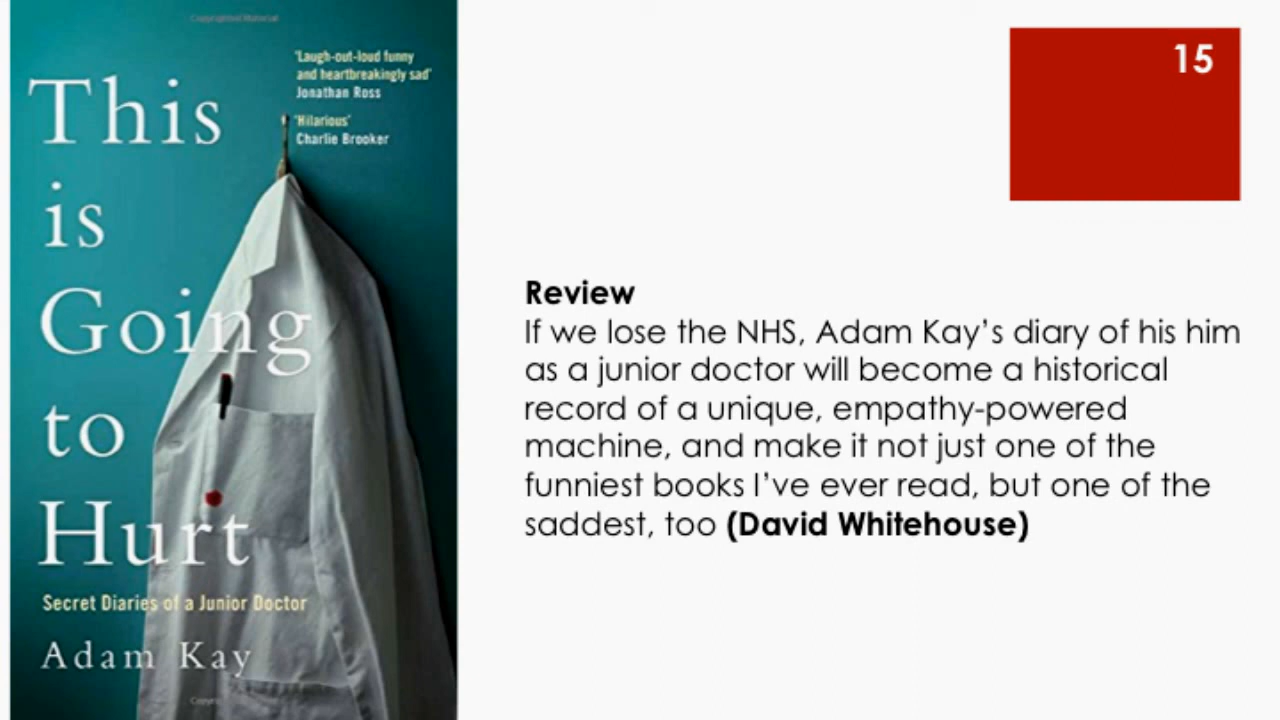 Copyrighted Material
'Laugh-out-loud funny
and heartbreakingly sad'
Jonathan Ross
'Hilarious'
Charlie Brooker
This
is
Going
to
Hurt
Secret Diaries of a Junior Doctor
Adam Kay
15
Review
If we lose the NHS, Adam Kay’s diary of his him
as a junior doctor will become a historical
record of a unique, empathy-powered
machine, and make it not just one of the
funniest books I’ve ever read, but one of the
saddest, too (David Whitehouse)